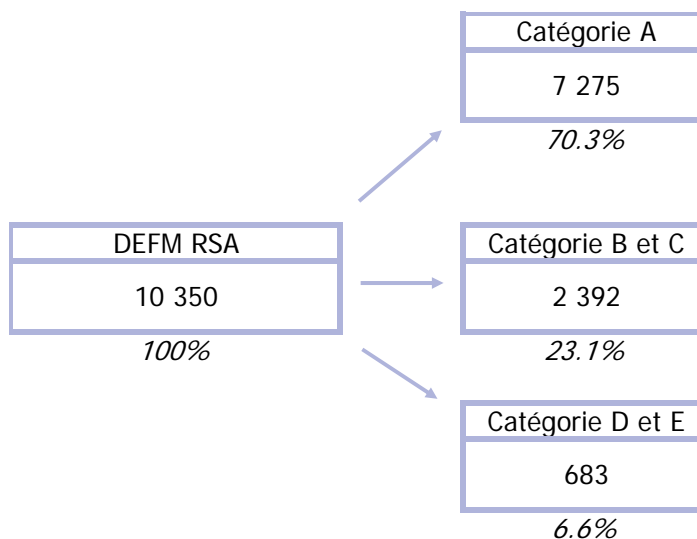 Catégorie A
7 275
70.3%
DEFM RSA
10 350
100%
Catégorie B et C
2 392
23.1%
Catégorie D et E
683
6.6%